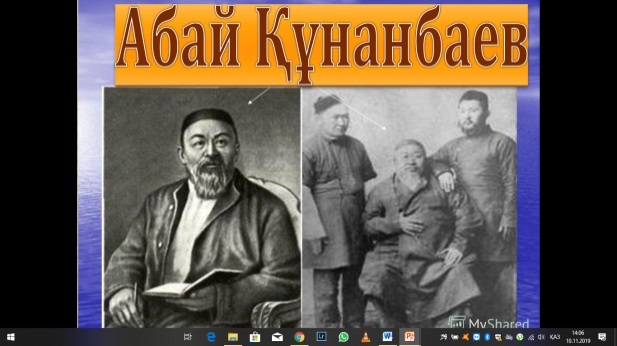 Абай Құнанбаев
MyShared
КАЗ
14:06
10.11.2019